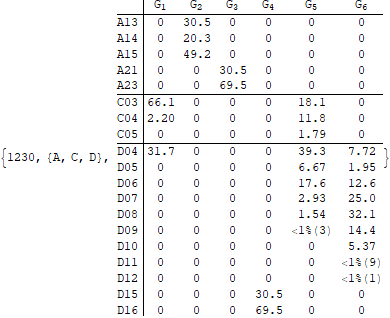 G₁ G₂ G₃ G₄ G₅ G₆
A13 0 30.5 0 0 0 0
A14 0 20.3 0 0 0 0
A15 0 49.2 0 0 0 0
A21 0 0 30.5 0 0 0
A23 0 0 69.5 0 0 0
C03 66.1 0 0 0 18.1 0
C04 2.20 0 0 0 11.8 0
C05 0 0 0 0 1.79 0
{1230, {A, C, D}, D04 31.7 0 0 0 39.3 7.72 }
D05 0 0 0 0 6.67 1.95
D06 0 0 0 0 17.6 12.6
D07 0 0 0 0 2.93 25.0
D08 0 0 0 0 1.54 32.1
D09 0 0 0 0 <1%(3) 14.4
D10 0 0 0 0 0 5.37
D11 0 0 0 0 0 <1%(9)
D12 0 0 0 0 0 <1%(1)
D15 0 0 0 30.5 0 0
D16 0 0 0 69.5 0 0